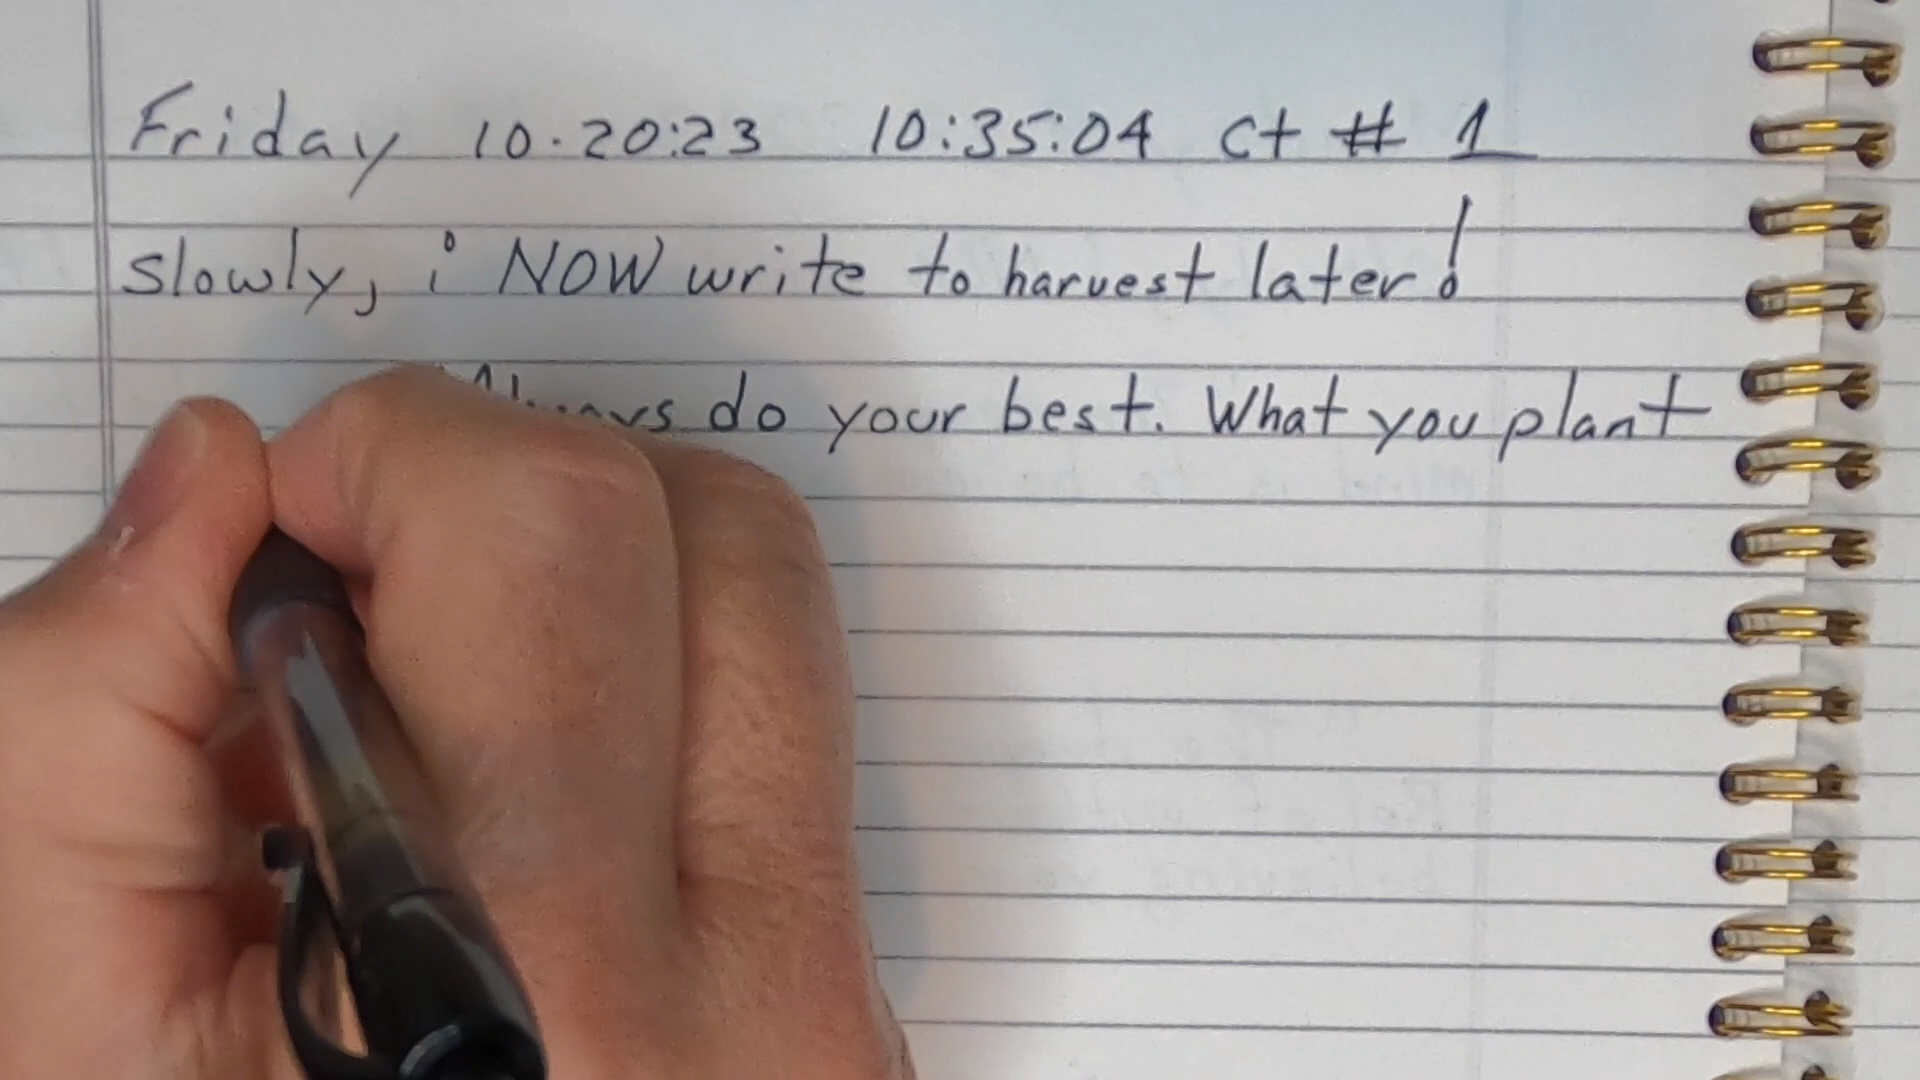 Friday 10.20:23 10:35:04 Ct # 1
slowly, i NOW write to harvest later!
Always do your best. What you plant